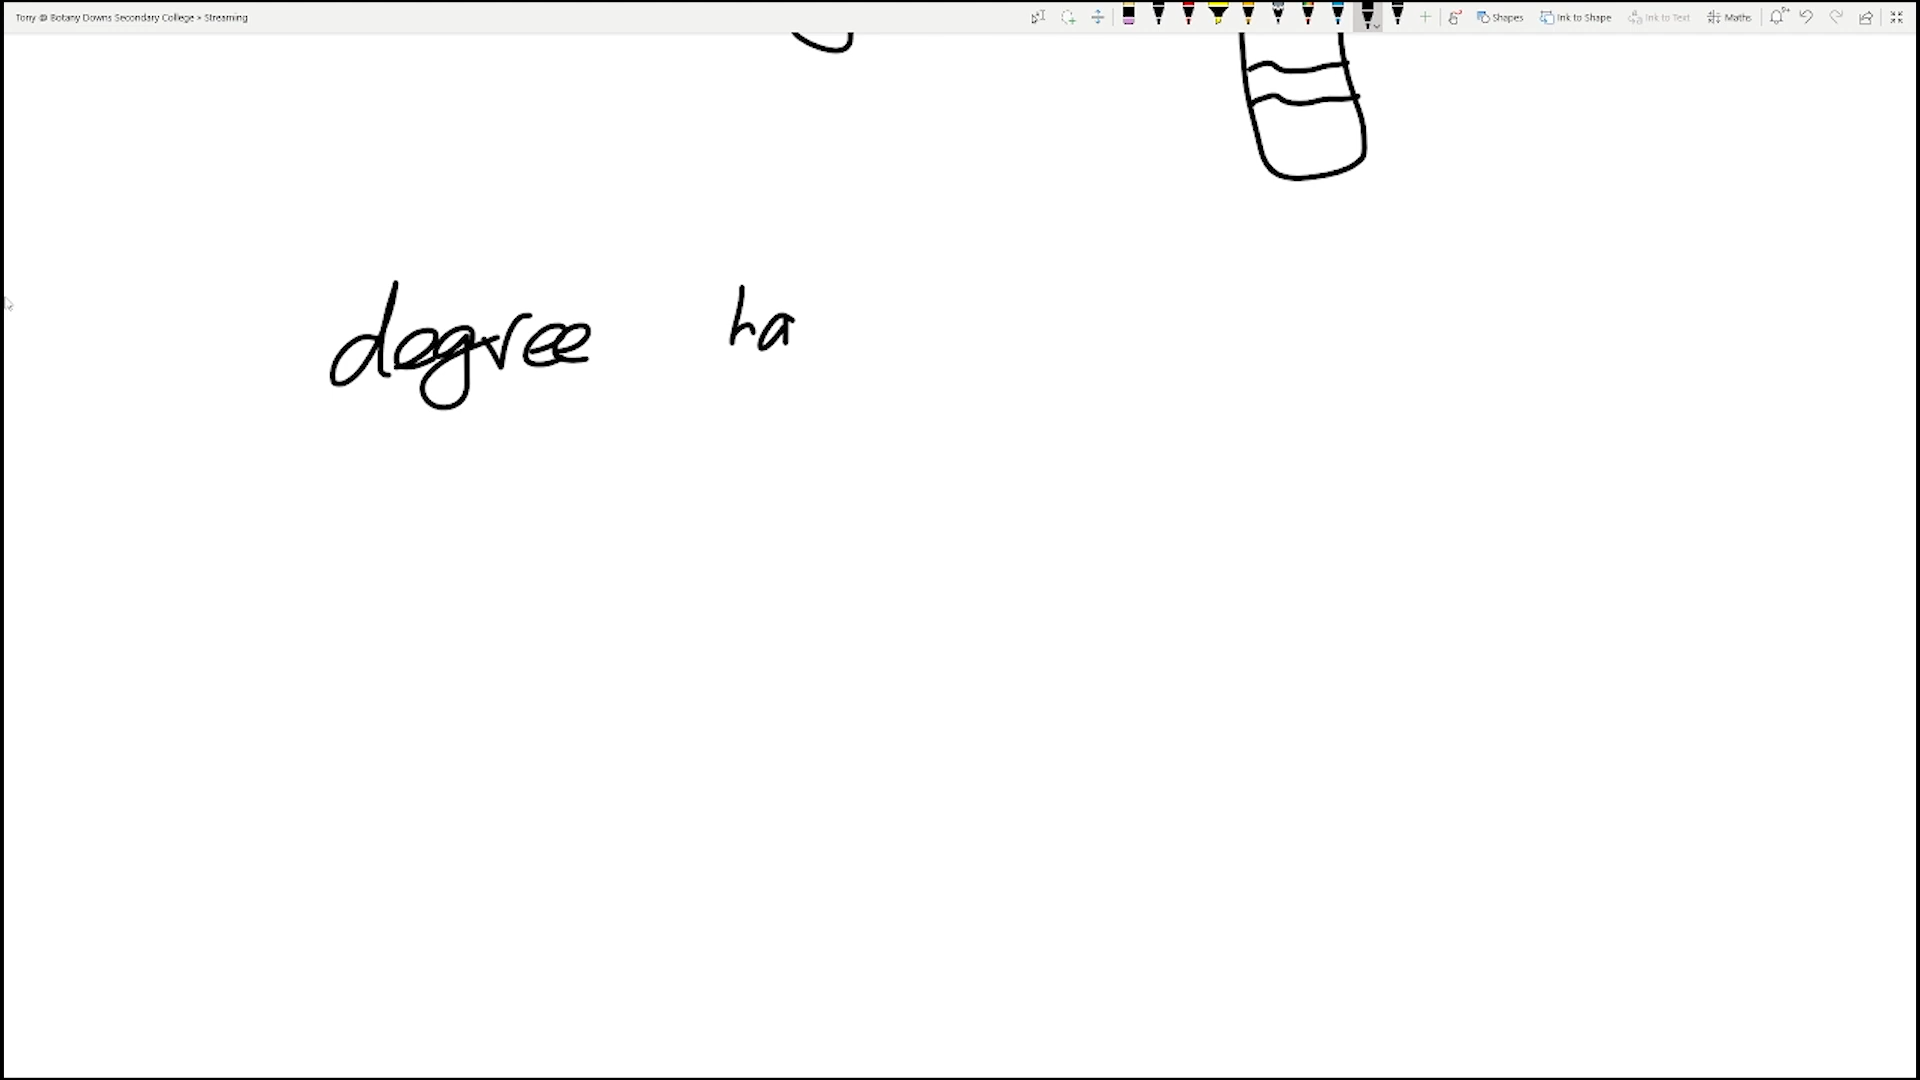 Tony @ Botany Downs Secondary College » Streaming
Shapes Ink to Shape Ink to Text Maths
degree ha